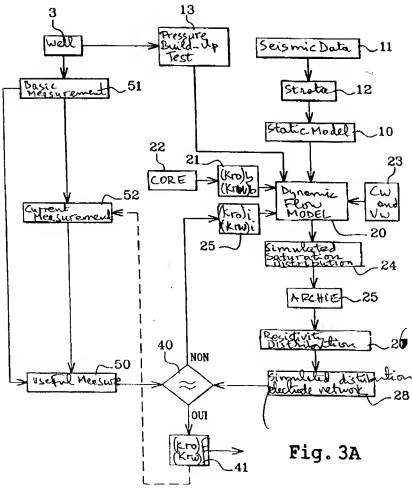 3
Well
13
Pressure
Build-Up
Test
Seismic Data
11
Strata
12
Static Model
10
Basic
Measurement
51
22
CORE
21
(Kro)b
(Krw)b
23
Cw
and
Vw
Dynamic
Flow
MODEL
20
52
Current
Measurement
(Kro)i
(Krw)i
25
Simulated
Saturation
Distribution
24
ARCHIE
25
Resistivity
Distribution
50
Useful Measure
40
NON
≈
OUI
Simulated distribution
electrode network
28
(Kro)
(Krw)
41
Fig. 3A